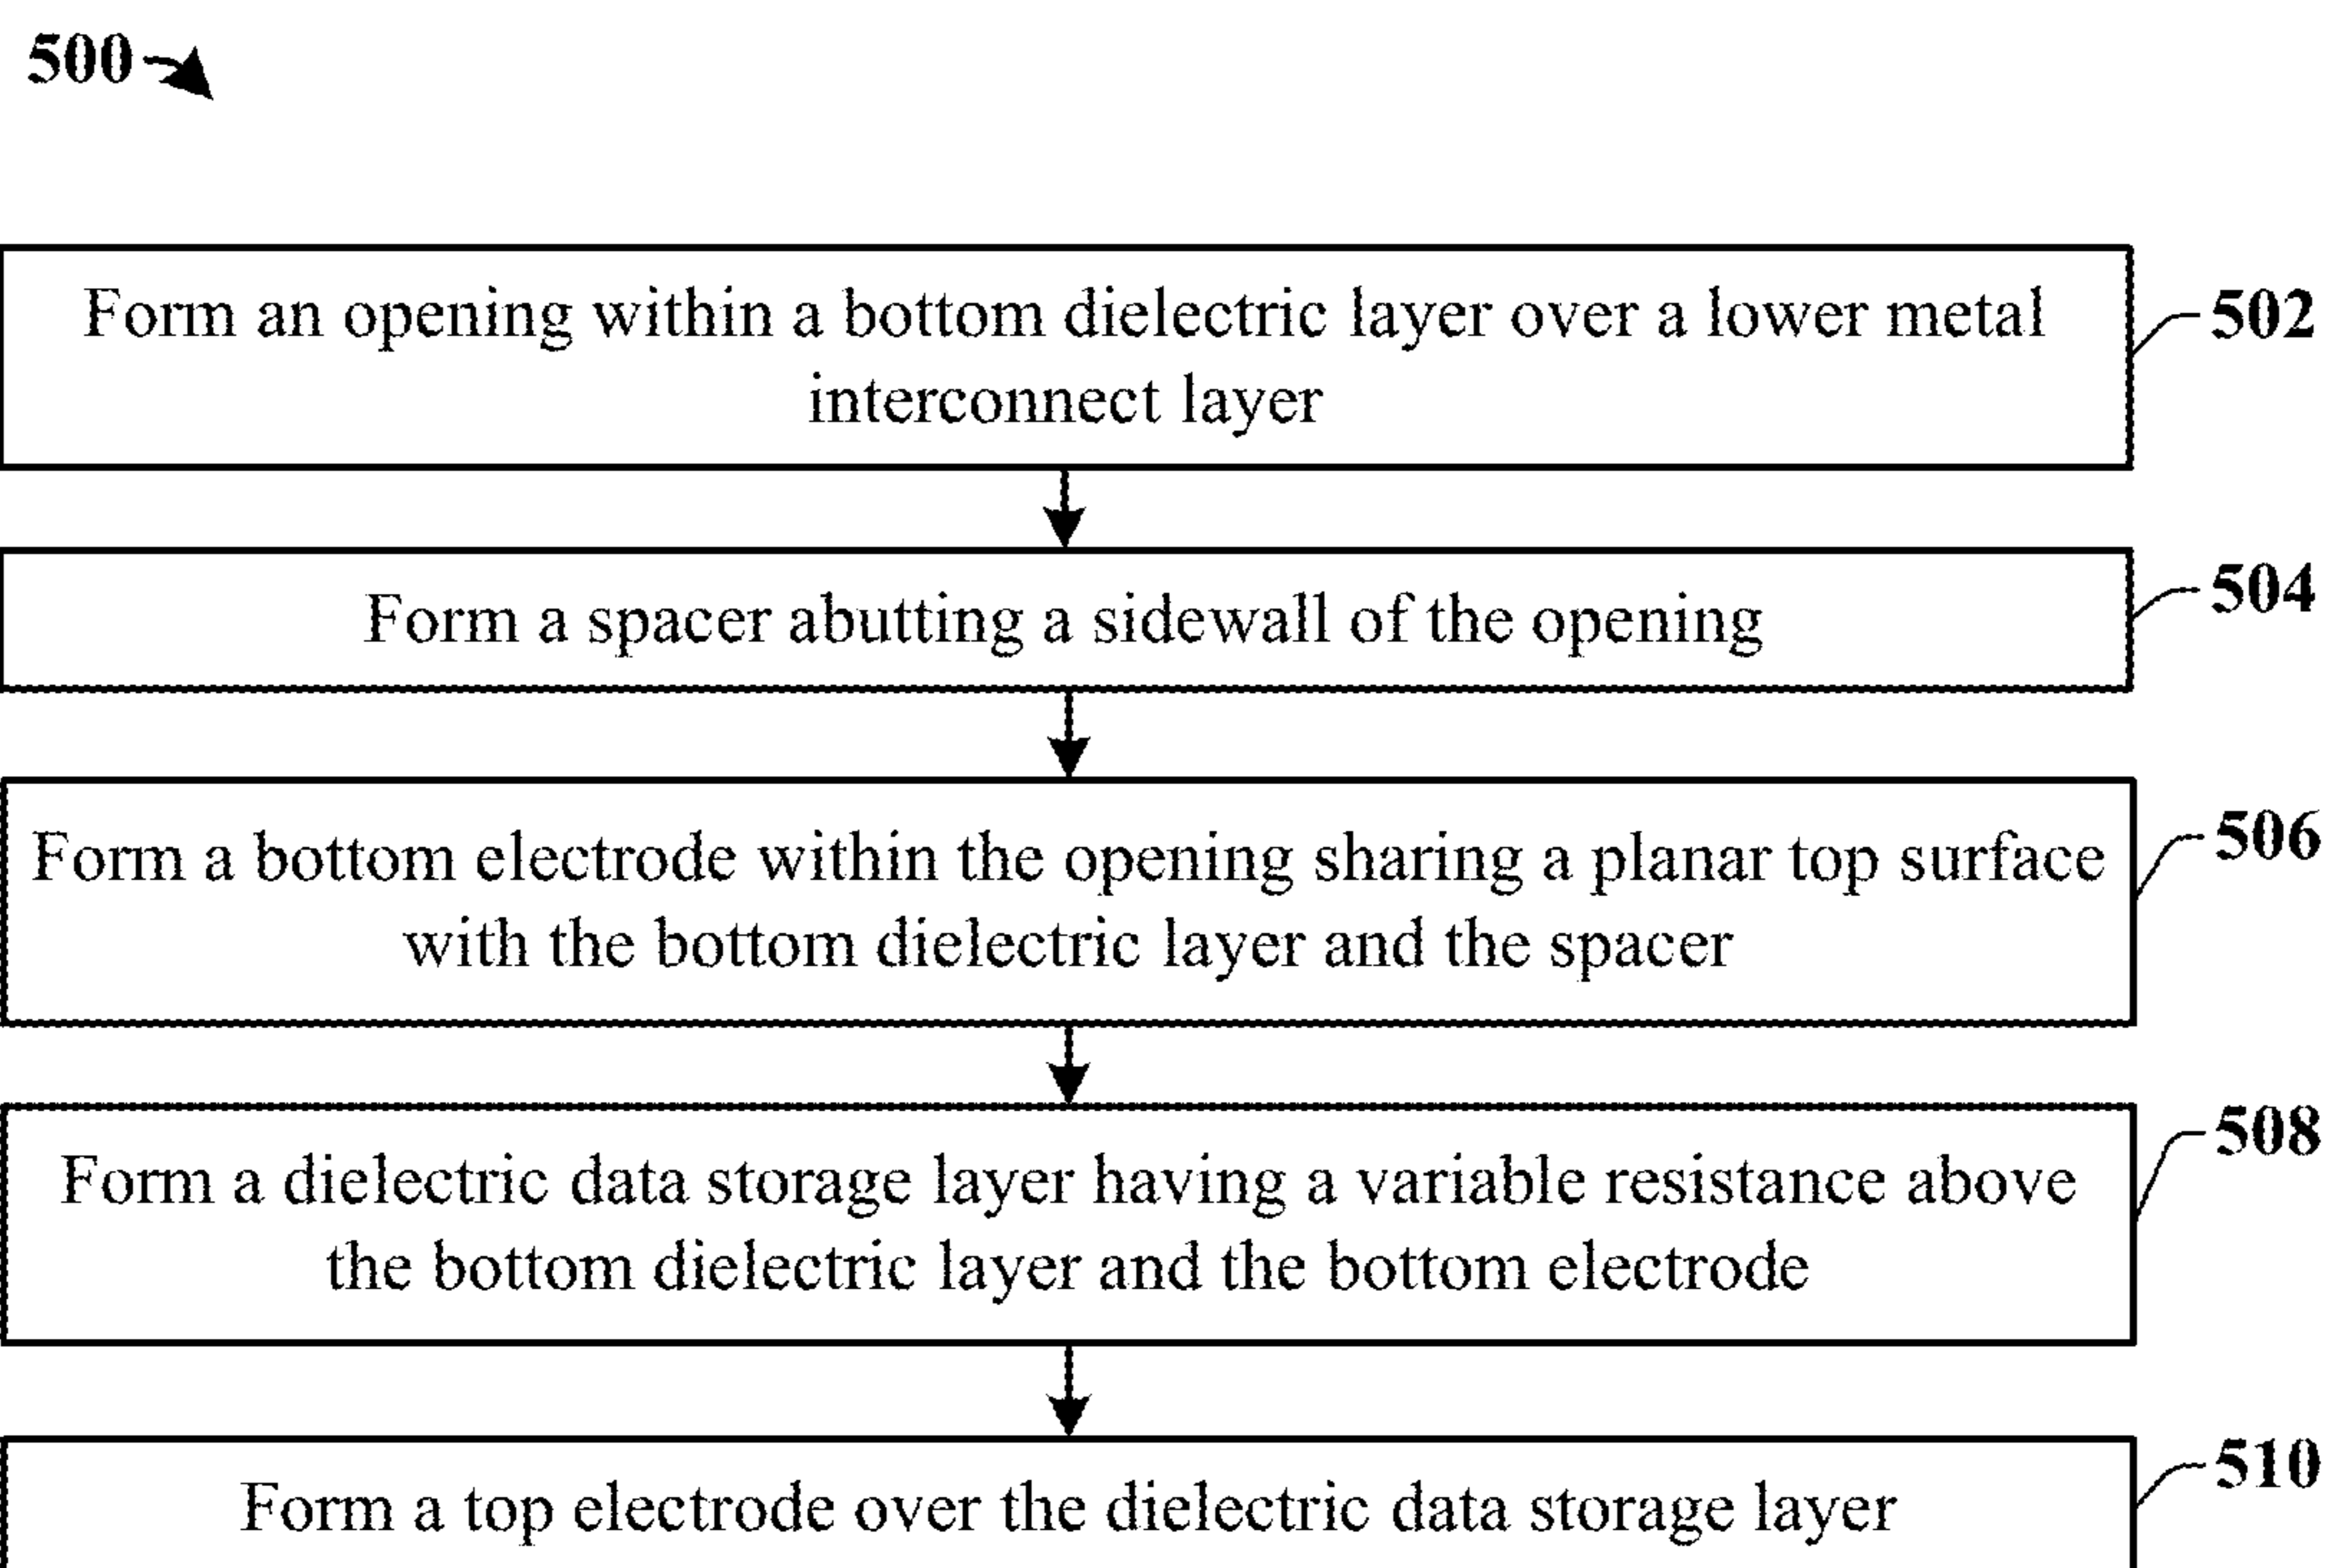 500
Form an opening within a bottom dielectric layer over a lower metal
interconnect layer
502
Form a spacer abutting a sidewall of the opening
504
Form a bottom electrode within the opening sharing a planar top surface
with the bottom dielectric layer and the spacer
506
Form a dielectric data storage layer having a variable resistance above
the bottom dielectric layer and the bottom electrode
508
Form a top electrode over the dielectric data storage layer
510